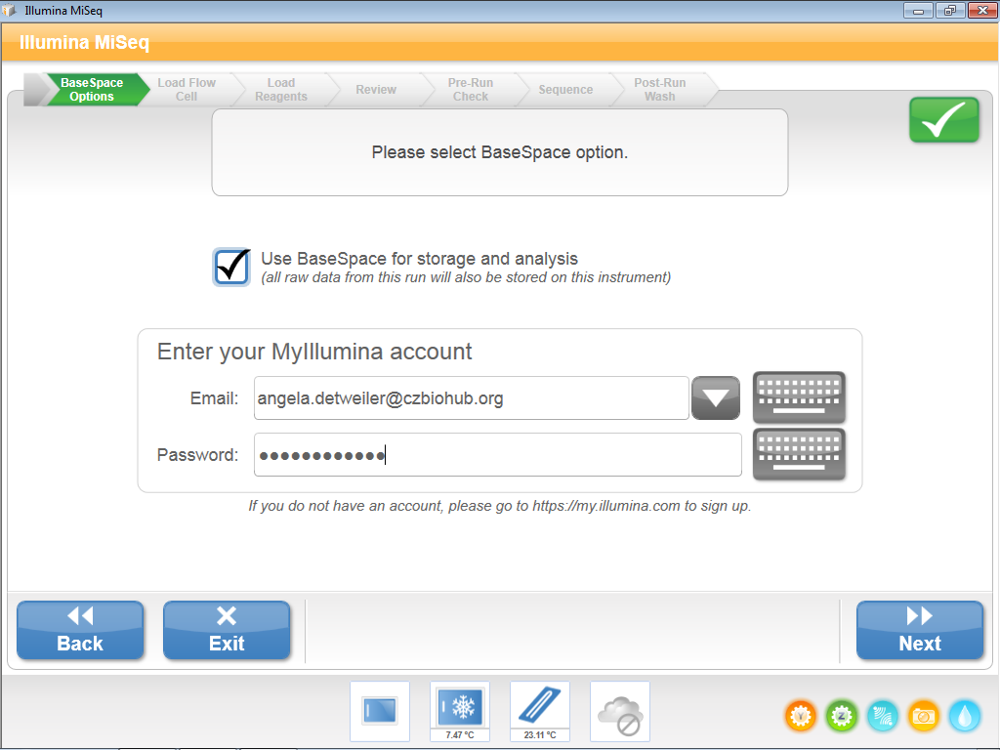 Illumina MiSeq
Illumina MiSeq
BaseSpace
Options
Load Flow
Cell
Load
Reagents
Review
Pre-Run
Check
Sequence
Post-Run
Wash
Please select BaseSpace option.
Use BaseSpace for storage and analysis
(all raw data from this run will also be stored on this instrument)
Enter your MyIllumina account
Email:
angela.detweiler@czbiohub.org
Password:
●●●●●●●●●●●●
If you do not have an account, please go to https://my.illumina.com to sign up.
Back
Exit
Next
7.47 °C
23.11 °C
Y
Z